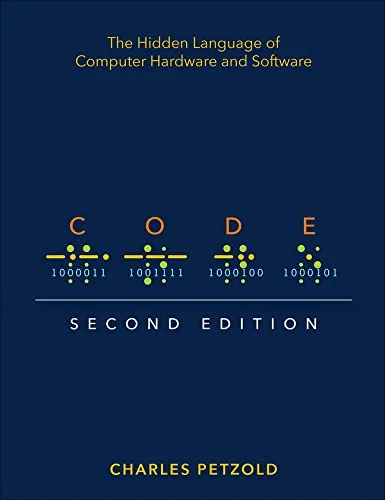 The Hidden Language of
Computer Hardware and Software
C O D E
1000011 1001111 1000100 1000101
SECOND EDITION
CHARLES PETZOLD